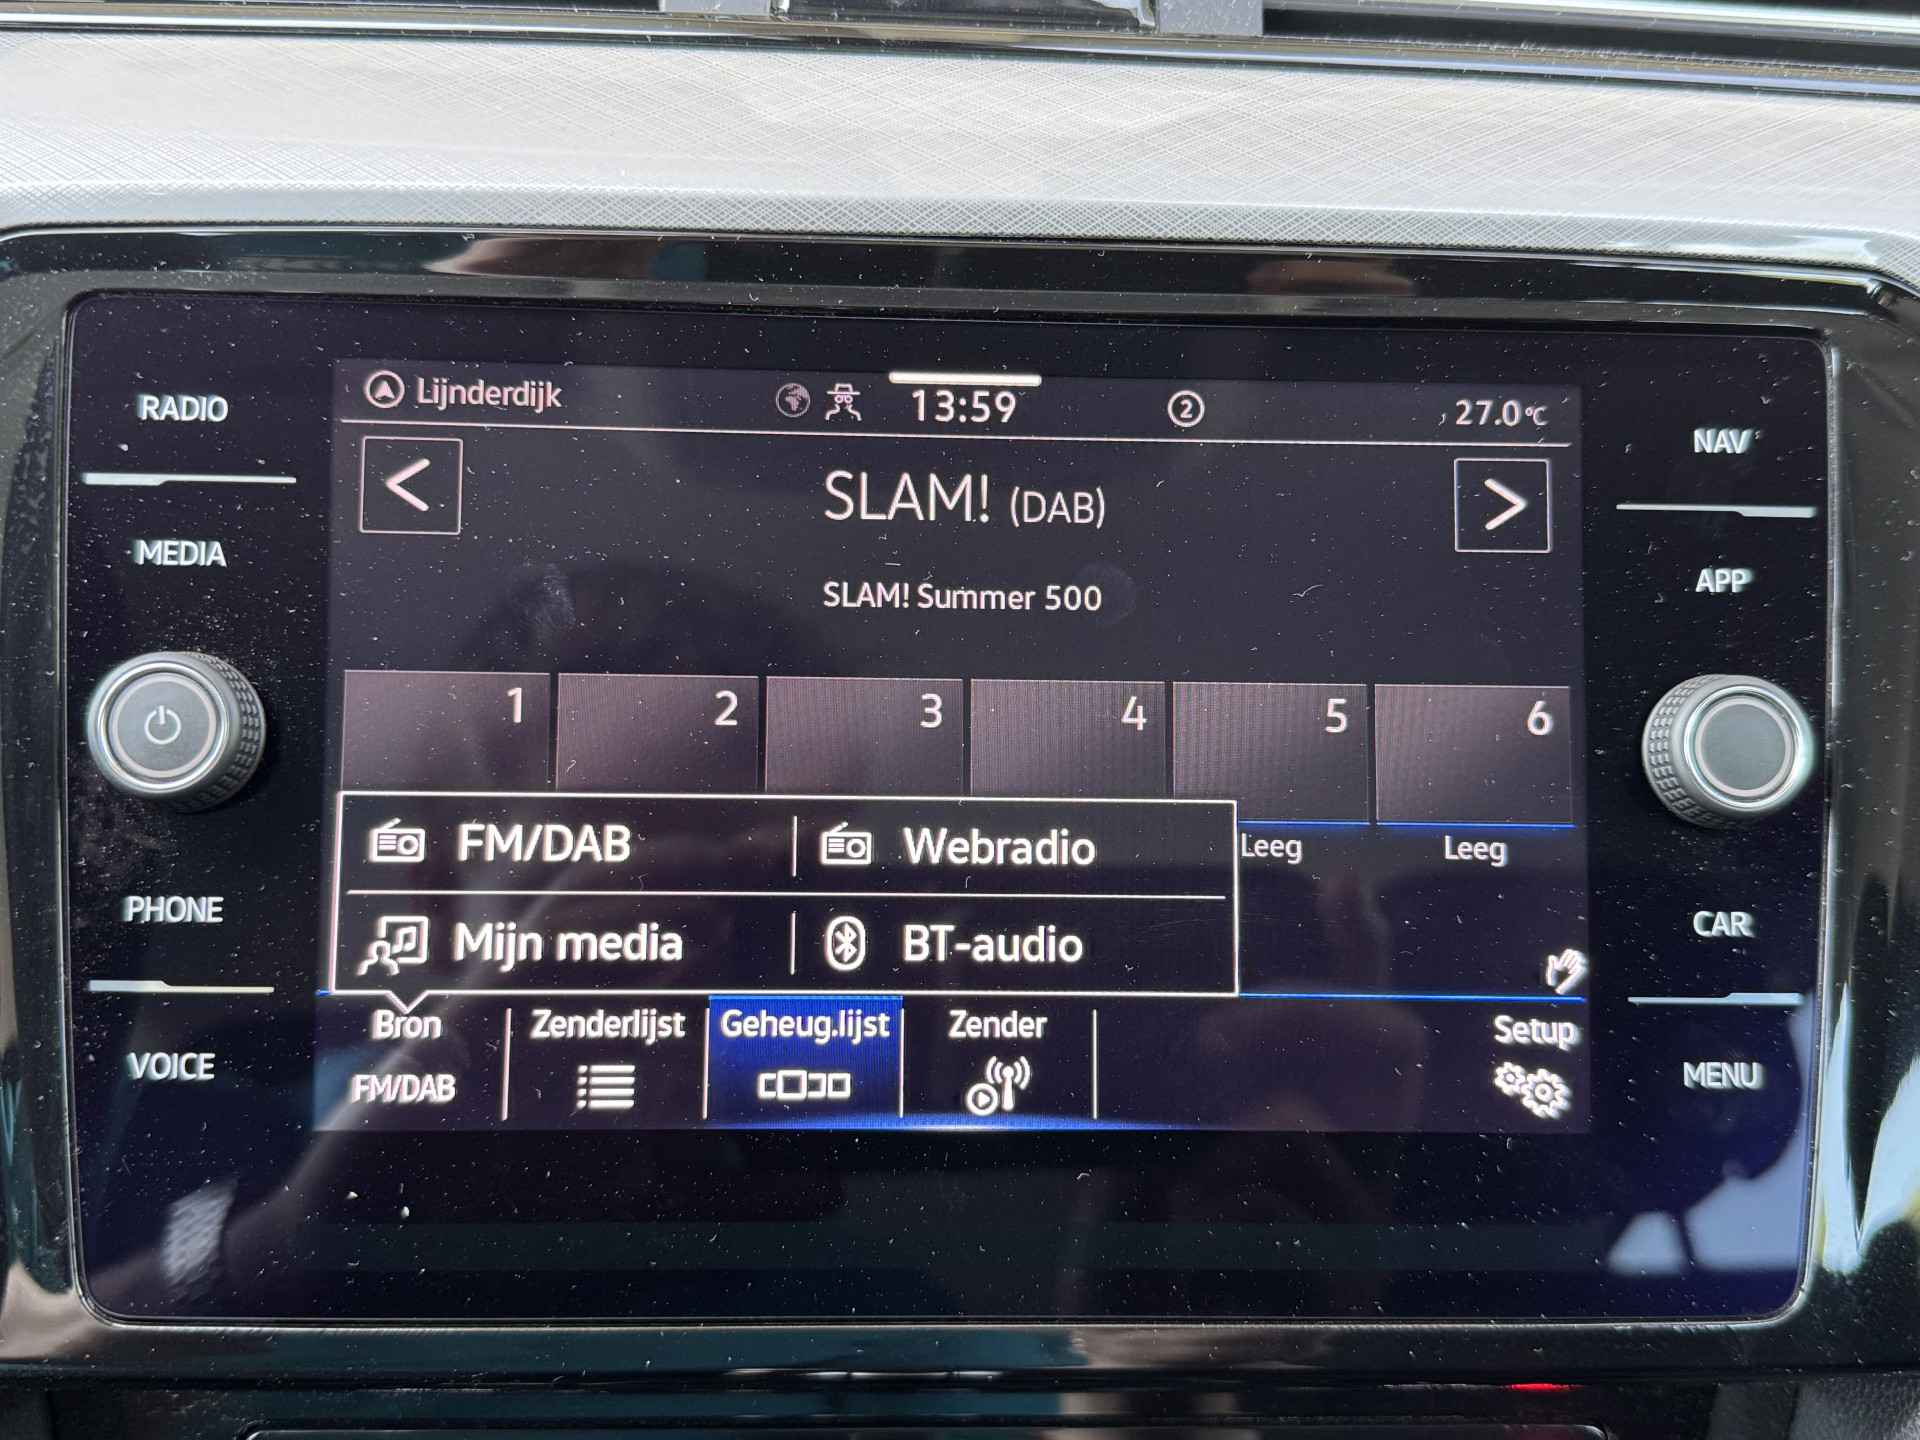 Lijnderdijk 13:59 2 27.0°C
RADIO
NAV
< SLAM! (DAB) >
MEDIA
APP
SLAM! Summer 500
1 2 3 4 5 6
FM/DAB Webradio
Leeg Leeg
PHONE
CAR
Mijn media BT-audio
Bron Zenderlijst Geheug.lijst Zender Setup
FM/DAB
VOICE
MENU